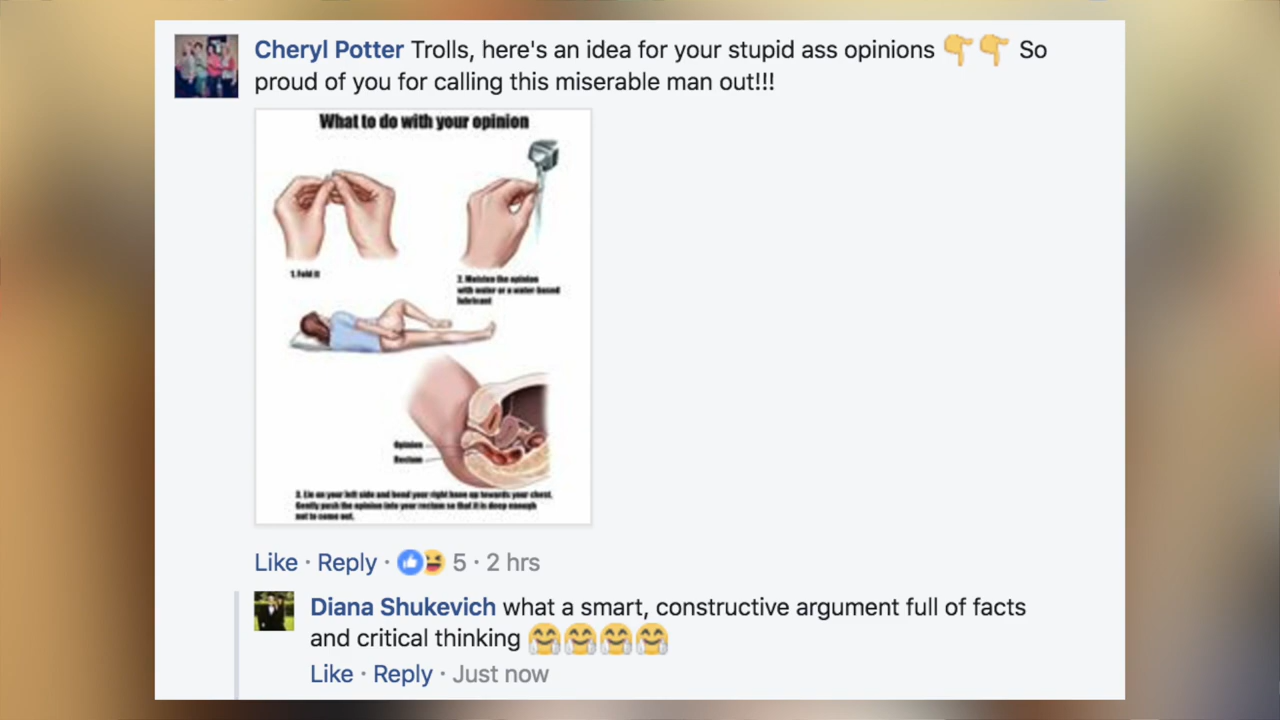 Cheryl Potter Trolls, here's an idea for your stupid ass opinions 👇👇 So
proud of you for calling this miserable man out!!!
What to do with your opinion
1. Fold it
2. Moisten the opinion
with water or a water-based
lubricant
Opinion
Rectum
3. Lie on your left side and bend your right knee up towards your chest.
Gently push the opinion into your rectum so that it is deep enough
not to come out.
Like · Reply · 5 · 2 hrs
Diana Shukevich what a smart, constructive argument full of facts
and critical thinking 🤗🤗🤗🤗
Like · Reply · Just now